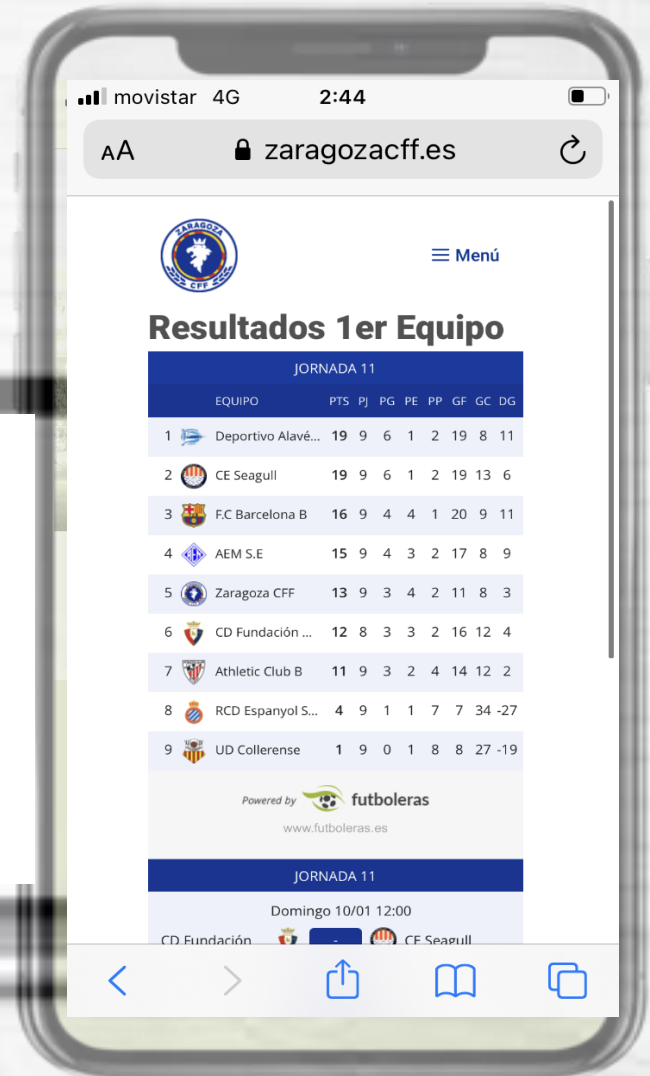 movistar 4G 2:44
AA zaragozacff.es
ZARAGOZA
CFF
Menú
Resultados 1er Equipo
JORNADA 11
EQUIPO PTS PJ PG PE PP GF GC DG
1 Deportivo Alavé... 19 9 6 1 2 19 8 11
2 CE Seagull 19 9 6 1 2 19 13 6
3 F.C Barcelona B 16 9 4 4 1 20 9 11
4 AEM S.E 15 9 4 3 2 17 8 9
5 Zaragoza CFF 13 9 3 4 2 11 8 3
6 CD Fundación ... 12 8 3 3 2 16 12 4
7 Athletic Club B 11 9 3 2 4 14 12 2
8 RCD Espanyol S... 4 9 1 1 7 7 34 -27
9 UD Collerense 1 9 0 1 8 8 27 -19
Powered by futboleras
www.futboleras.es
JORNADA 11
Domingo 10/01 12:00
CD Fundación - CE Seagull